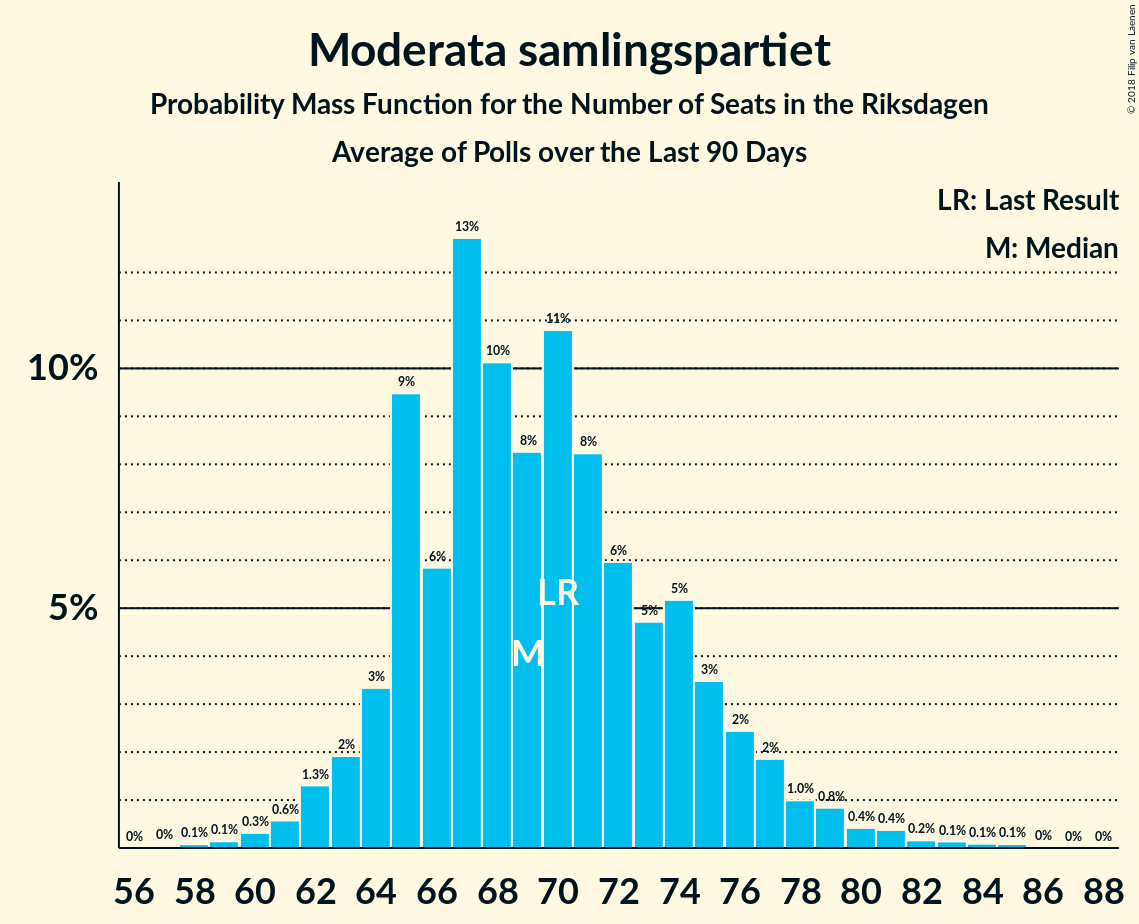 Moderata samlingspartiet
Probability Mass Function for the Number of Seats in the Riksdagen
Average of Polls over the Last 90 Days
© 2018 Filip van Laenen
LR: Last Result
M: Median
10%
5%
0% 0% 0.1% 0.1% 0.3% 0.6% 1.3% 2% 3% 9% 6% 13% 10% 8% 11% 8% 6% 5% 5% 3% 2% 2% 1.0% 0.8% 0.4% 0.4% 0.2% 0.1% 0.1% 0.1% 0% 0% 0%
LR
M
56 58 60 62 64 66 68 70 72 74 76 78 80 82 84 86 88